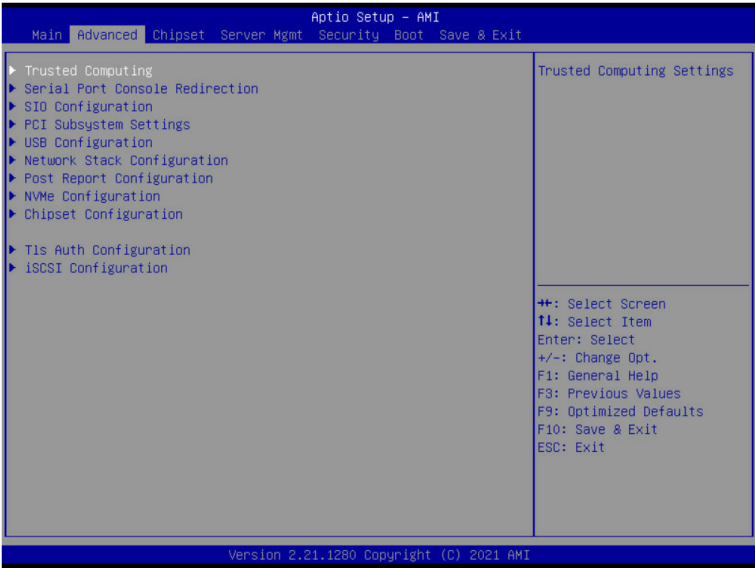 Aptio Setup - AMI
Main Advanced Chipset Server Mgmt Security Boot Save & Exit
Trusted Computing
Serial Port Console Redirection
SIO Configuration
PCI Subsystem Settings
USB Configuration
Network Stack Configuration
Post Report Configuration
NVMe Configuration
Chipset Configuration
Tls Auth Configuration
iSCSI Configuration
Trusted Computing Settings
→←: Select Screen
↑↓: Select Item
Enter: Select
+/-: Change Opt.
F1: General Help
F3: Previous Values
F9: Optimized Defaults
F10: Save & Exit
ESC: Exit
Version 2.21.1280 Copyright (C) 2021 AMI